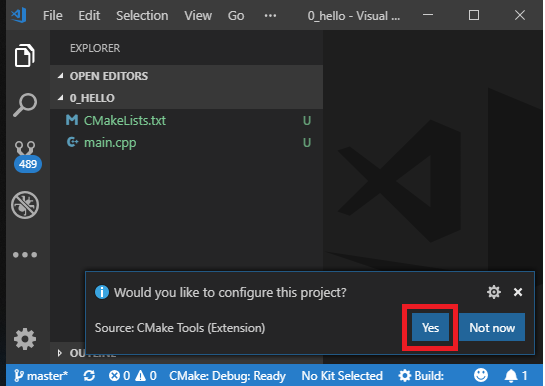 File Edit Selection View Go ••• 0_hello - Visual ...
EXPLORER
OPEN EDITORS
0_HELLO
CMakeLists.txt U
main.cpp U
489
Would you like to configure this project?
Source: CMake Tools (Extension) Yes Not now
OUTLINE
master* 0 0 CMake: Debug: Ready No Kit Selected Build: 1